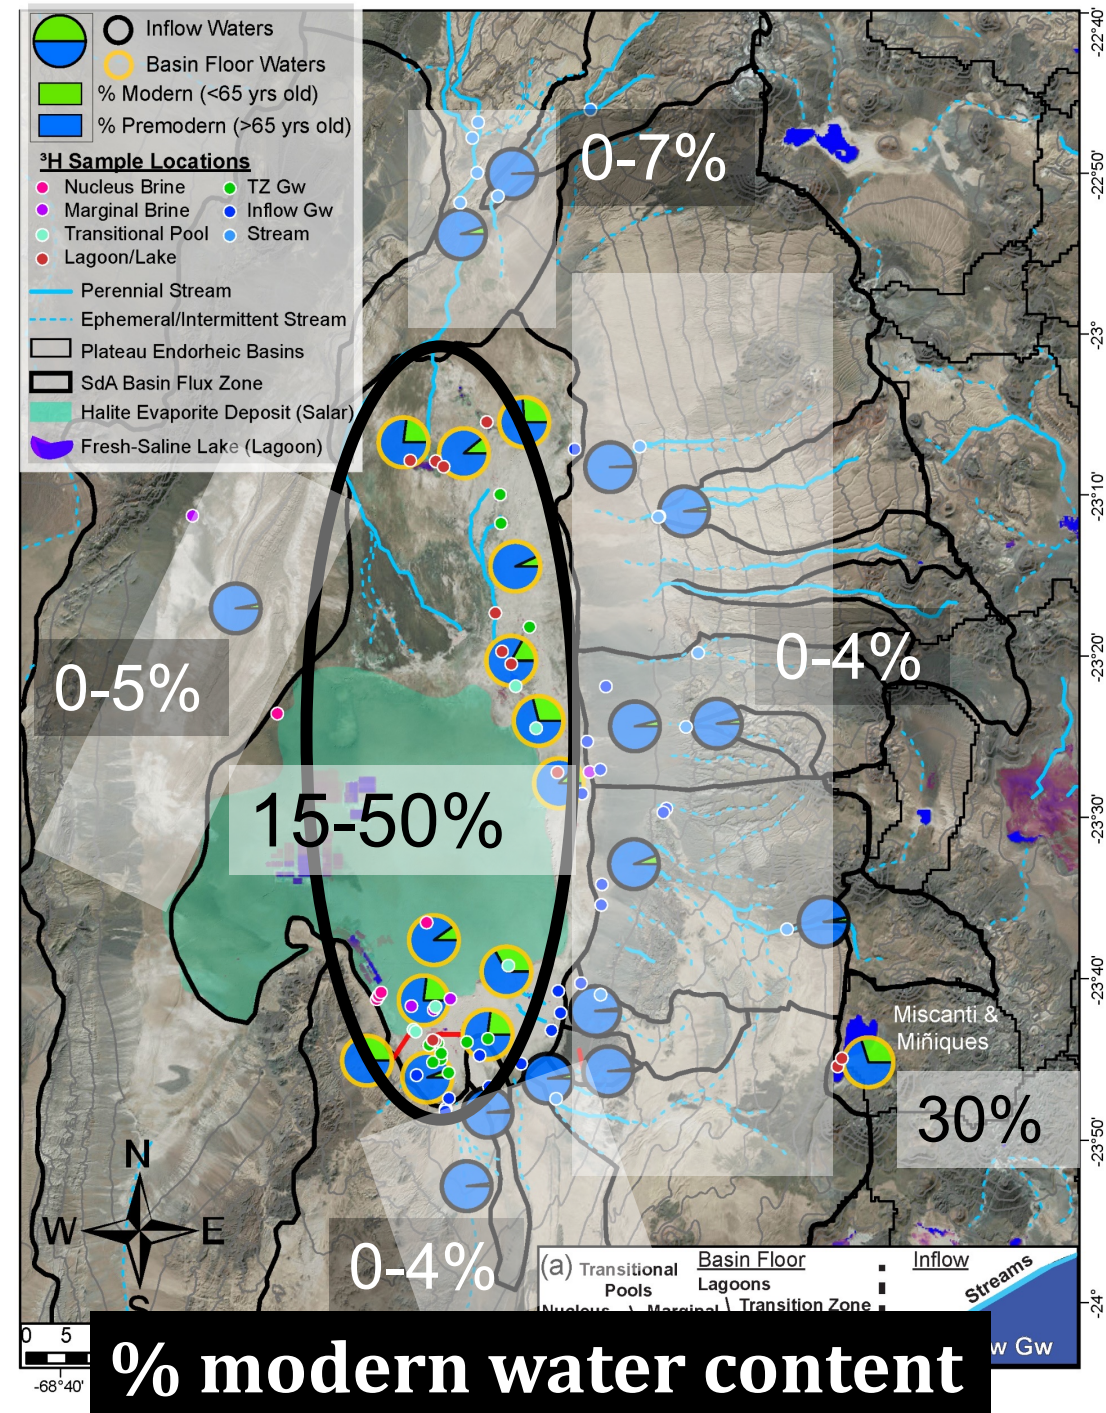 Inflow Waters
Basin Floor Waters
% Modern (<65 yrs old)
% Premodern (>65 yrs old)
³H Sample Locations
Nucleus Brine
TZ Gw
Marginal Brine
Inflow Gw
Transitional Pool
Stream
Lagoon/Lake
Perennial Stream
Ephemeral/Intermittent Stream
Plateau Endorheic Basins
SdA Basin Flux Zone
Halite Evaporite Deposit (Salar)
Fresh-Saline Lake (Lagoon)
-22°40'
0-7%
-22°50'
-23°
-23°10'
0-4%
-23°20'
0-5%
15-50%
-23°30'
-23°40'
Miscanti &
Miñiques
30%
-23°50'
N
W
E
S
0-4%
(a)
Transitional
Pools
Basin Floor
Lagoons
Inflow
Streams
Nucleus \ Marginal \ Transition Zone
-24°
0 5
w Gw
-68°40'
% modern water content